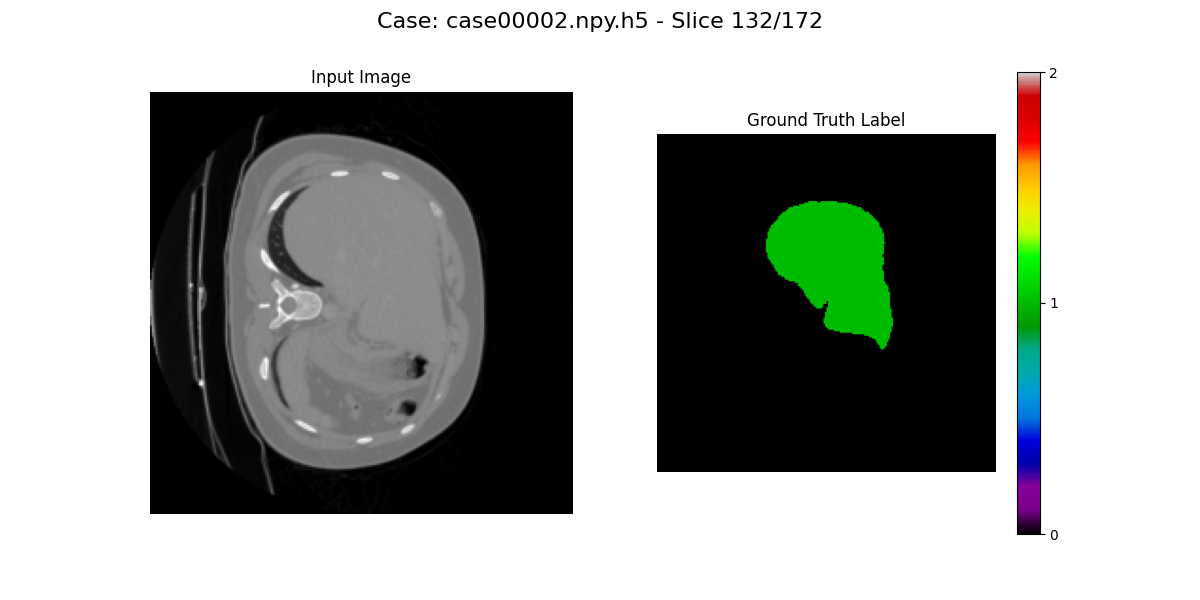 Case: case00002.npy.h5 - Slice 132/172
Input Image
Ground Truth Label
2
1
0